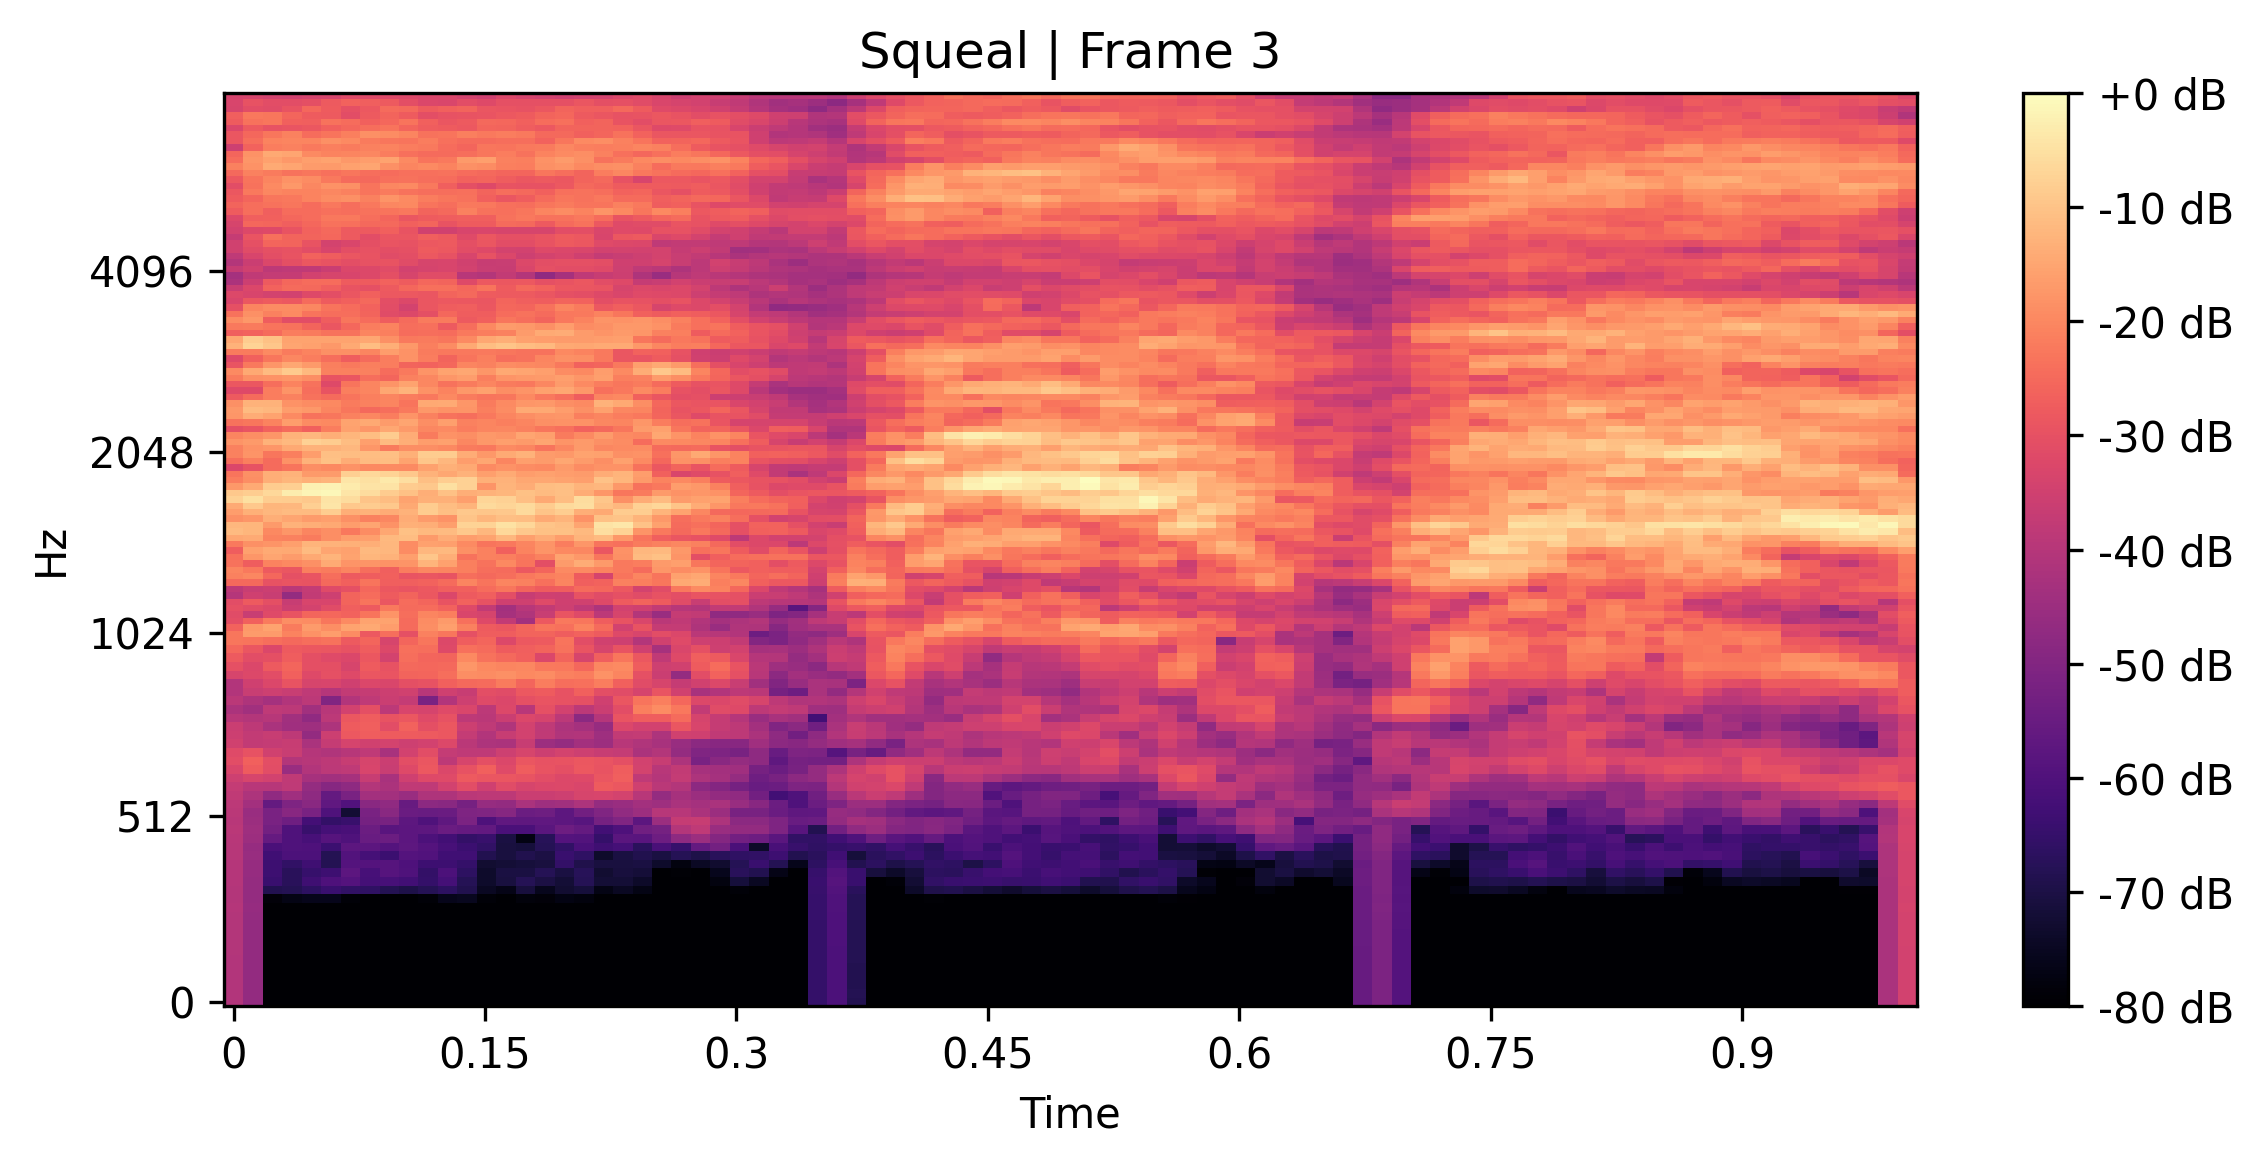 Squeal | Frame 3
+0 dB
-10 dB
-20 dB
-30 dB
-40 dB
-50 dB
-60 dB
-70 dB
-80 dB
Hz
4096
2048
1024
512
0
0 0.15 0.3 0.45 0.6 0.75 0.9
Time